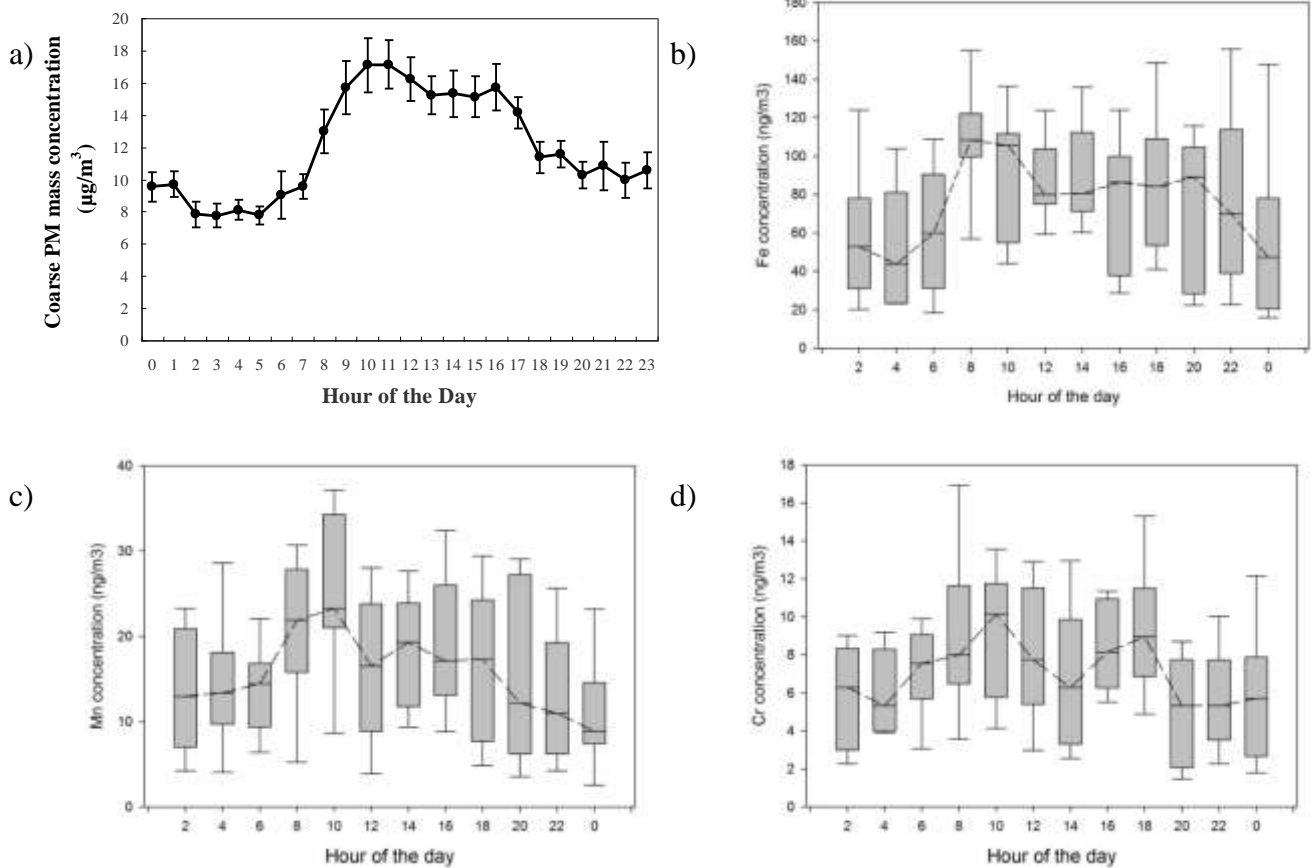 a)
Coarse PM mass concentration
(µg/m³)
20
18
16
14
12
10
8
6
4
2
0
0 1 2 3 4 5 6 7 8 9 10 11 12 13 14 15 16 17 18 19 20 21 22 23
Hour of the Day
b)
Fe concentration (ng/m3)
180
160
140
120
100
80
60
40
20
0
2 4 6 8 10 12 14 16 18 20 22 0
Hour of the day
c)
Mn concentration (ng/m3)
40
30
20
10
0
2 4 6 8 10 12 14 16 18 20 22 0
Hour of the day
d)
Cr concentration (ng/m3)
18
16
14
12
10
8
6
4
2
0
2 4 6 8 10 12 14 16 18 20 22 0
Hour of the day